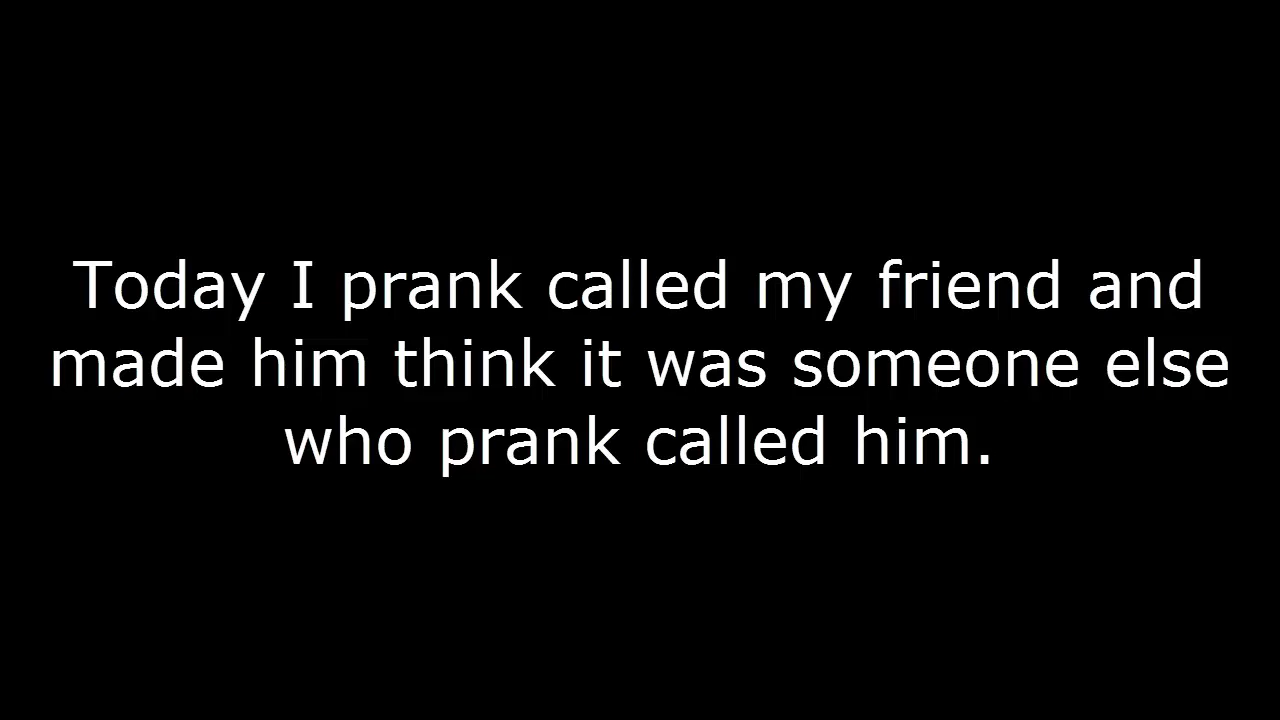 Today I prank called my friend and
made him think it was someone else
who prank called him.